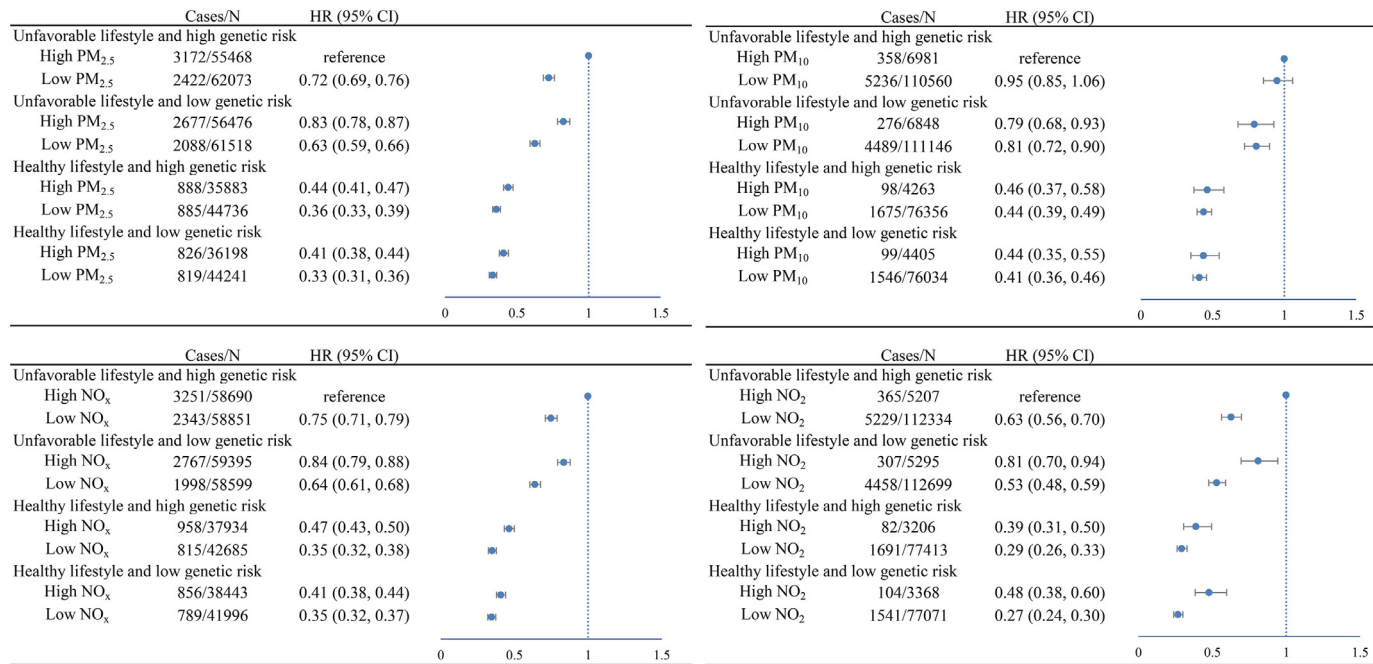 Cases/N HR (95% CI)
Unfavorable lifestyle and high genetic risk
High PM2.5 3172/55468 reference
Low PM2.5 2422/62073 0.72 (0.69, 0.76)
Unfavorable lifestyle and low genetic risk
High PM2.5 2677/56476 0.83 (0.78, 0.87)
Low PM2.5 2088/61518 0.63 (0.59, 0.66)
Healthy lifestyle and high genetic risk
High PM2.5 888/35883 0.44 (0.41, 0.47)
Low PM2.5 885/44736 0.36 (0.33, 0.39)
Healthy lifestyle and low genetic risk
High PM2.5 826/36198 0.41 (0.38, 0.44)
Low PM2.5 819/44241 0.33 (0.31, 0.36)
0 0.5 1 1.5
Cases/N HR (95% CI)
Unfavorable lifestyle and high genetic risk
High PM10 358/6981 reference
Low PM10 5236/110560 0.95 (0.85, 1.06)
Unfavorable lifestyle and low genetic risk
High PM10 276/6848 0.79 (0.68, 0.93)
Low PM10 4489/111146 0.81 (0.72, 0.90)
Healthy lifestyle and high genetic risk
High PM10 98/4263 0.46 (0.37, 0.58)
Low PM10 1675/76356 0.44 (0.39, 0.49)
Healthy lifestyle and low genetic risk
High PM10 99/4405 0.44 (0.35, 0.55)
Low PM10 1546/76034 0.41 (0.36, 0.46)
0 0.5 1 1.5
Cases/N HR (95% CI)
Unfavorable lifestyle and high genetic risk
High NOx 3251/58690 reference
Low NOx 2343/58851 0.75 (0.71, 0.79)
Unfavorable lifestyle and low genetic risk
High NOx 2767/59395 0.84 (0.79, 0.88)
Low NOx 1998/58599 0.64 (0.61, 0.68)
Healthy lifestyle and high genetic risk
High NOx 958/37934 0.47 (0.43, 0.50)
Low NOx 815/42685 0.35 (0.32, 0.38)
Healthy lifestyle and low genetic risk
High NOx 856/38443 0.41 (0.38, 0.44)
Low NOx 789/41996 0.35 (0.32, 0.37)
0 0.5 1 1.5
Cases/N HR (95% CI)
Unfavorable lifestyle and high genetic risk
High NO2 365/5207 reference
Low NO2 5229/112334 0.63 (0.56, 0.70)
Unfavorable lifestyle and low genetic risk
High NO2 307/5295 0.81 (0.70, 0.94)
Low NO2 4458/112699 0.53 (0.48, 0.59)
Healthy lifestyle and high genetic risk
High NO2 82/3206 0.39 (0.31, 0.50)
Low NO2 1691/77413 0.29 (0.26, 0.33)
Healthy lifestyle and low genetic risk
High NO2 104/3368 0.48 (0.38, 0.60)
Low NO2 1541/77071 0.27 (0.24, 0.30)
0 0.5 1 1.5